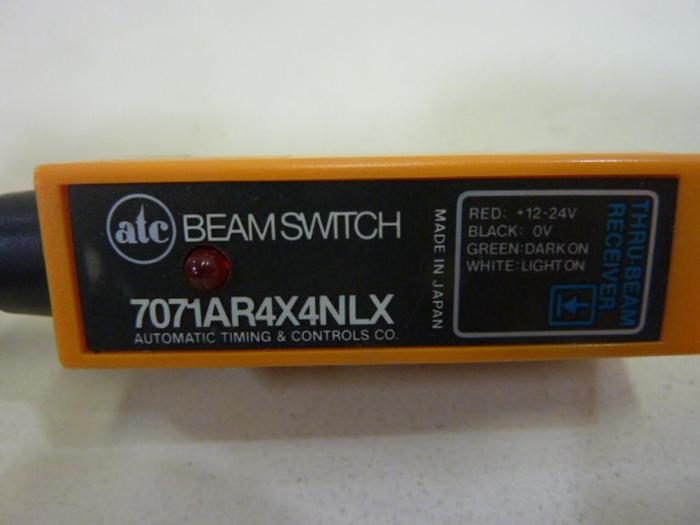 atc BEAM SWITCH
7071AR4X4NLX
AUTOMATIC TIMING & CONTROLS CO.
MADE IN JAPAN
RED: +12-24V
BLACK: 0V
GREEN: DARK ON
WHITE: LIGHT ON
THRU-BEAM
RECEIVER